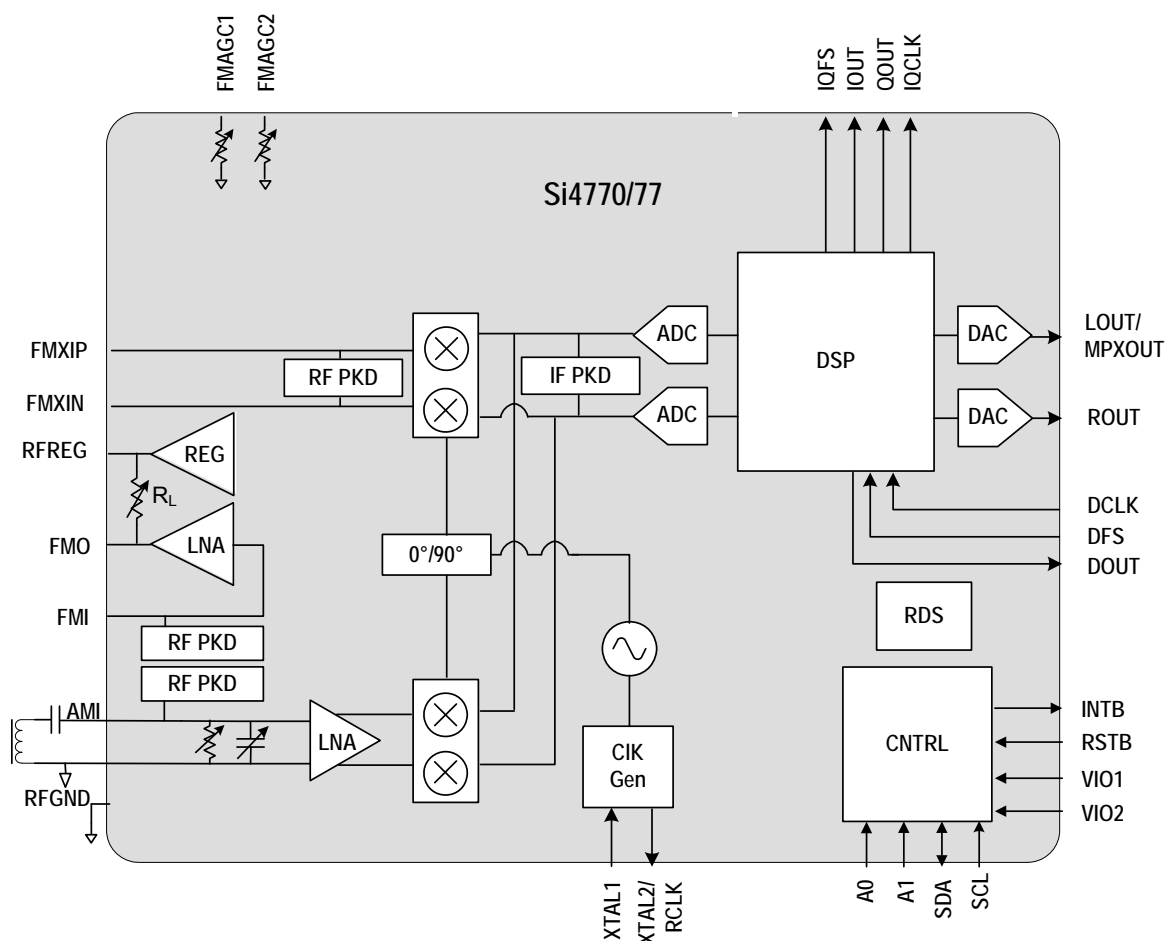 FMAGC1
FMAGC2
IQFS
IOUT
QOUT
IQCLK
Si4770/77
FMXIP
FMXIN
RF PKD
IF PKD
ADC
ADC
DSP
DAC
DAC
LOUT/
MPXOUT
ROUT
RFREG
REG
RL
FMO
LNA
DCLK
DFS
DOUT
0°/90°
FMI
RF PKD
RF PKD
RDS
AMI
LNA
RFGND
ClK
Gen
CNTRL
INTB
RSTB
VIO1
VIO2
XTAL1
XTAL2/
RCLK
A0
A1
SDA
SCL